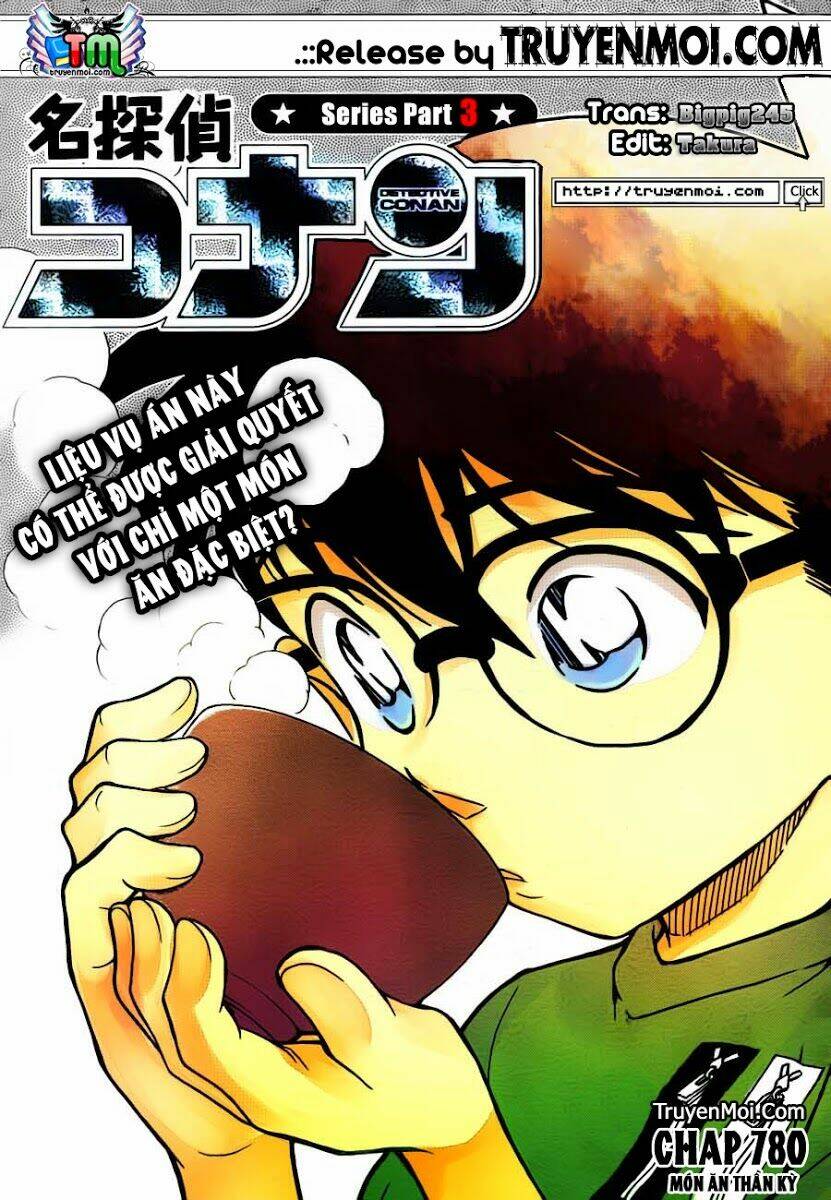 TM
truyenmoi.com
.::Release by TRUYENMOI.COM
★ Series Part 3 ★
Trans: Bigpig245
Edit: Takura
名探偵
コナン
DETECTIVE
CONAN
http://truyenmoi.com Click
LIỆU VỤ ÁN NÀY
CÓ THỂ ĐƯỢC GIẢI QUYẾT
VỚI CHỈ MỘT MÓN
ĂN ĐẶC BIỆT?
TruyenMoi.Com
CHAP 780
MÓN ĂN THẦN KỲ